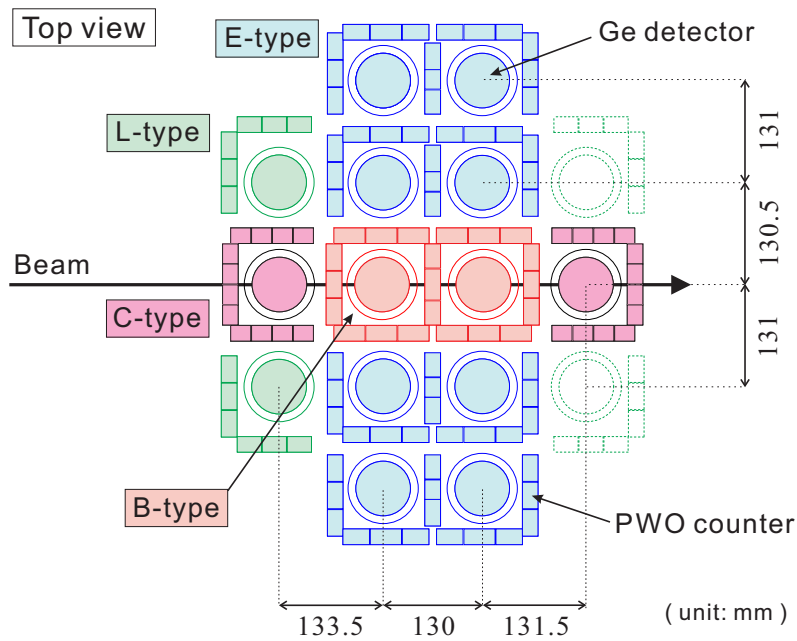 Top view
E-type
Ge detector
L-type
131
130.5
Beam
C-type
131
B-type
PWO counter
133.5
130
131.5
( unit: mm )